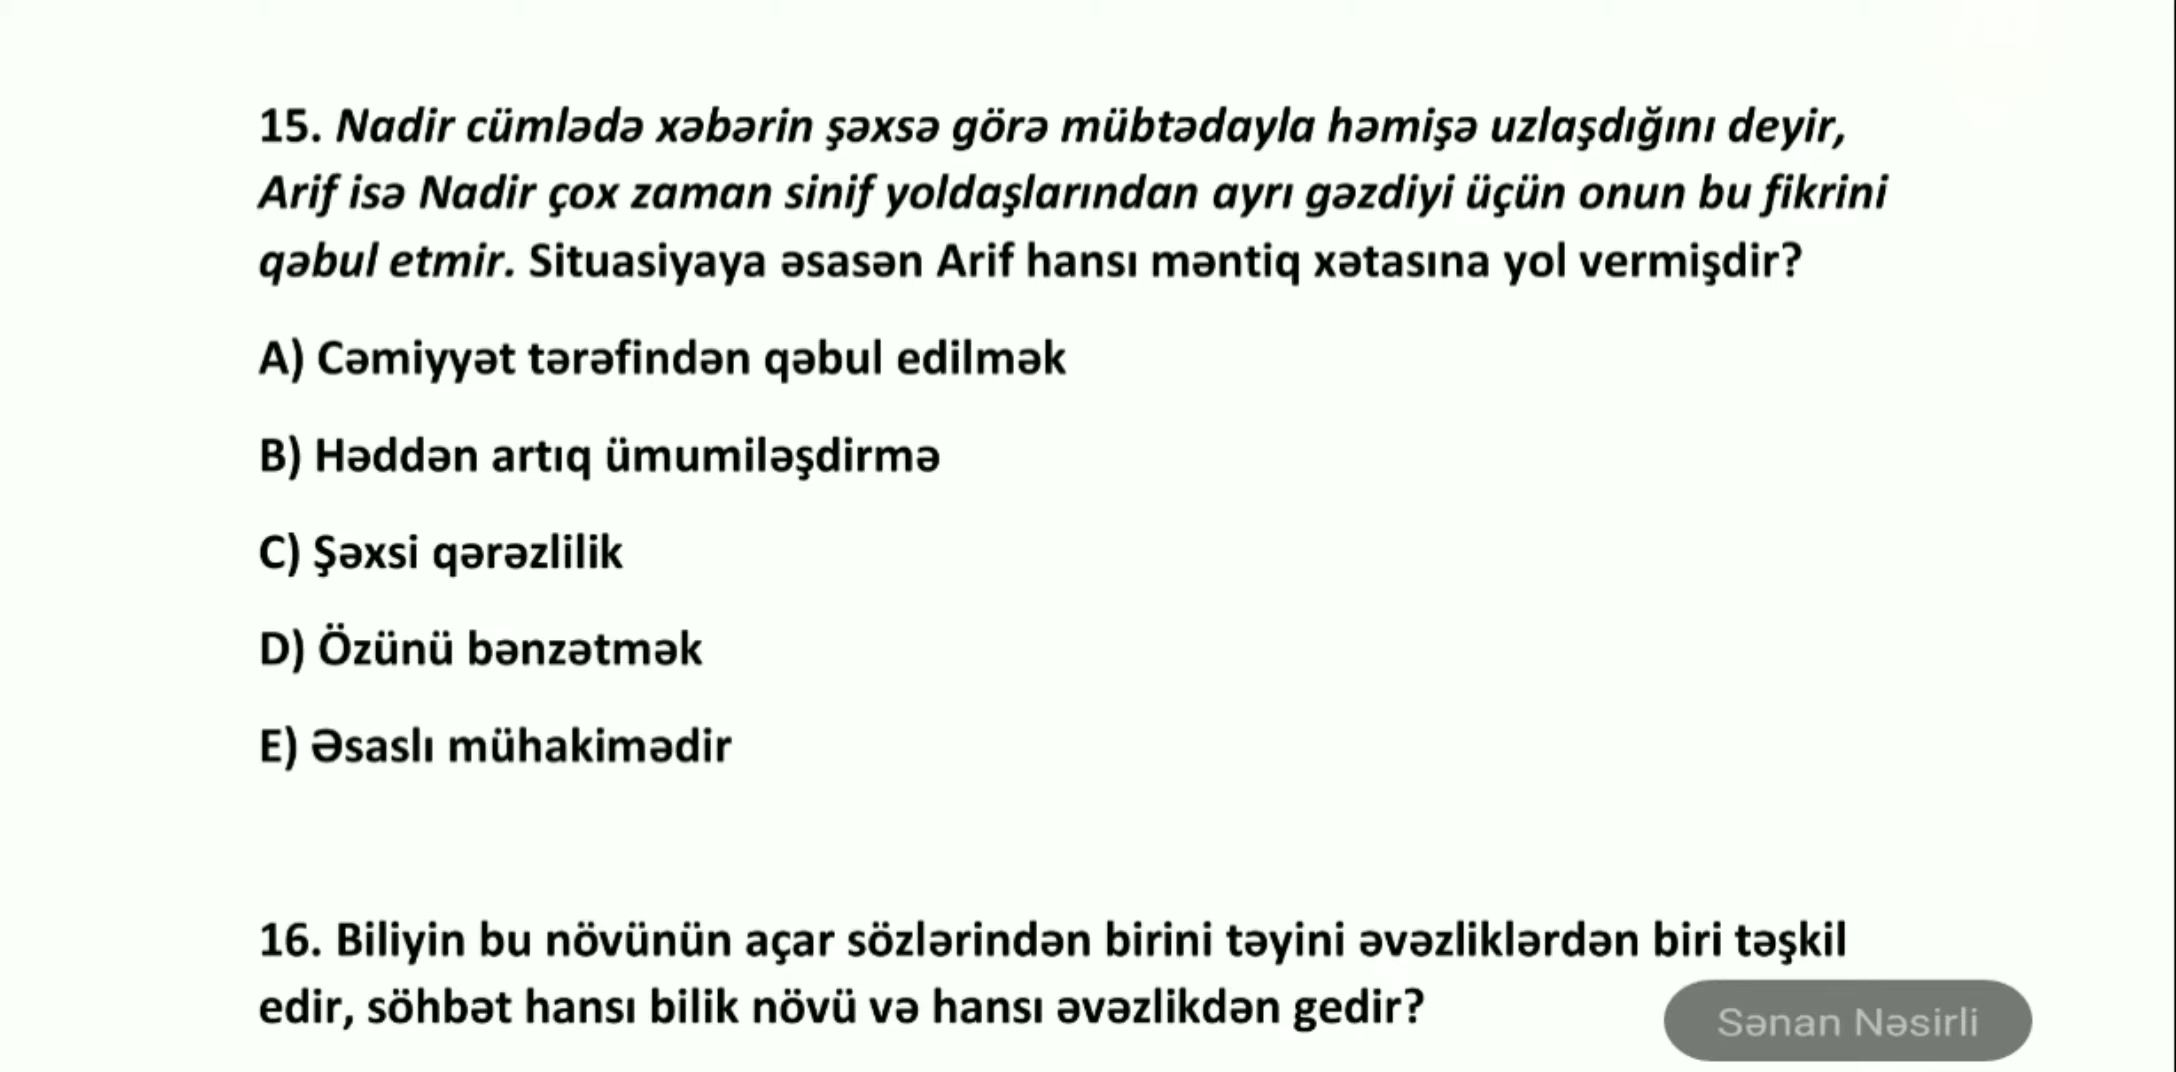 15. Nadir cümlədə xəbərin şəxsə görə mübtədayla həmişə uzlaşdığını deyir,
Arif isə Nadir çox zaman sinif yoldaşlarından ayrı gəzdiyi üçün onun bu fikrini
qəbul etmir. Situasiyaya əsasən Arif hansı məntiq xətasına yol vermişdir?
A) Cəmiyyət tərəfindən qəbul edilmək
B) Həddən artıq ümumiləşdirmə
C) Şəxsi qərəzlilik
D) Özünü bənzətmək
E) Əsaslı mühakimədir
16. Biliyin bu növünün açar sözlərindən birini təyini əvəzliklərdən biri təşkil
edir, söhbət hansı bilik növü və hansı əvəzlikdən gedir?
Sənan Nəsirli